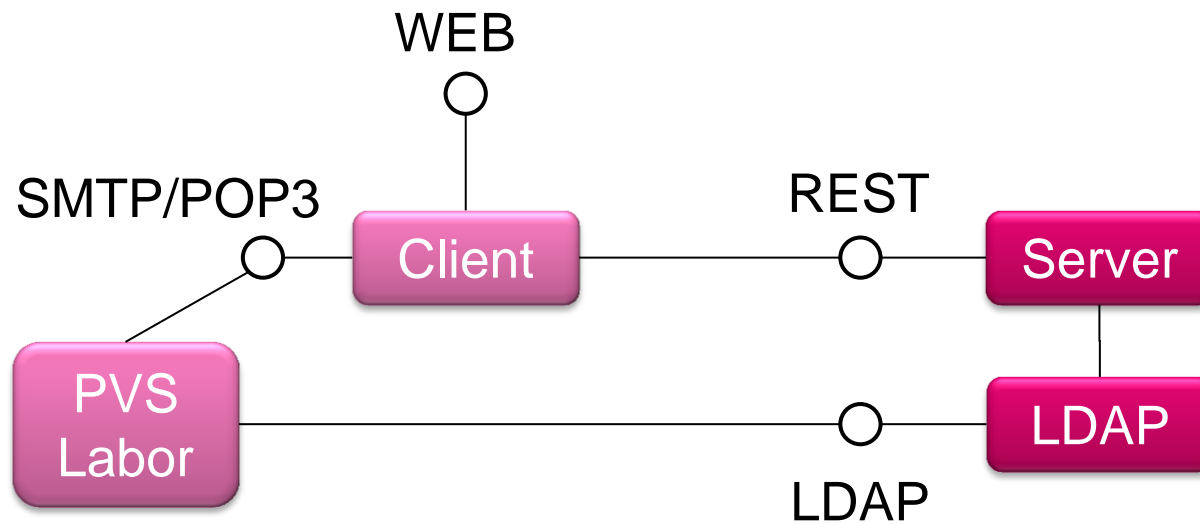 WEB
SMTP/POP3
REST
Client
Server
PVS
Labor
LDAP
LDAP